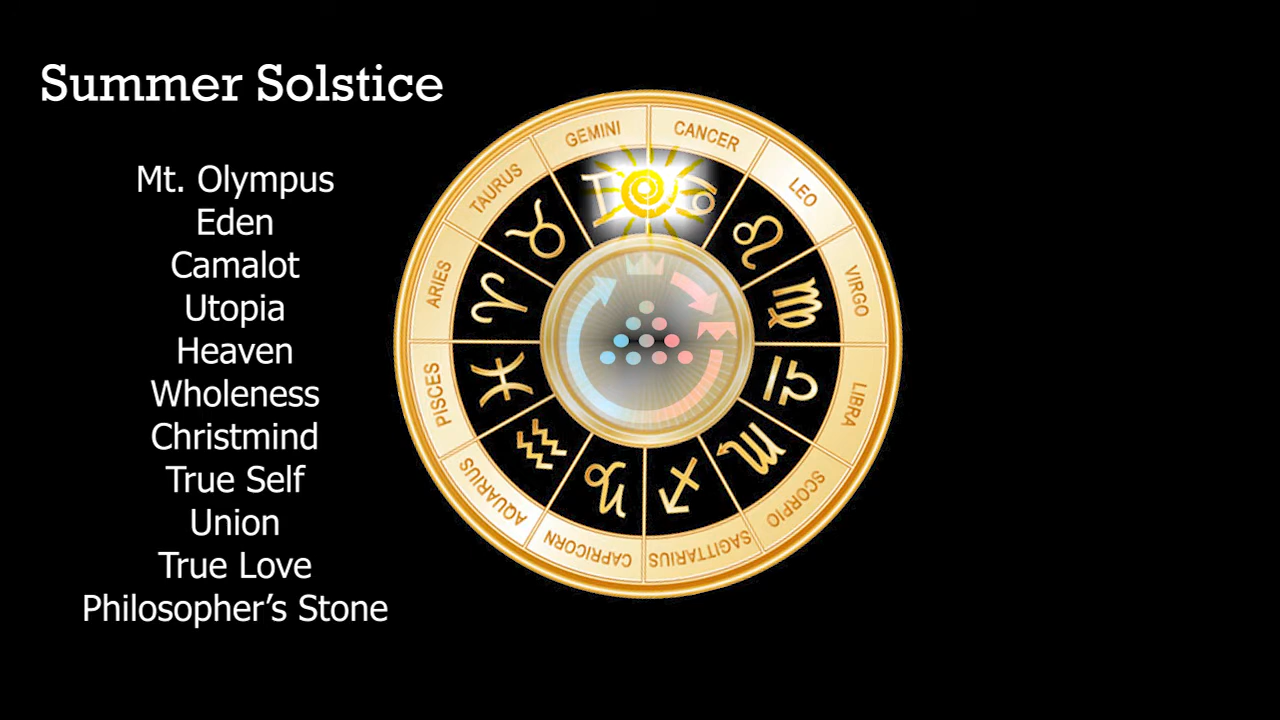 Summer Solstice
Mt. Olympus
Eden
Camalot
Utopia
Heaven
Wholeness
Christmind
True Self
Union
True Love
Philosopher’s Stone
GEMINI
CANCER
LEO
VIRGO
LIBRA
SCORPIO
SAGITTARIUS
CAPRICORN
AQUARIUS
PISCES
ARIES
TAURUS